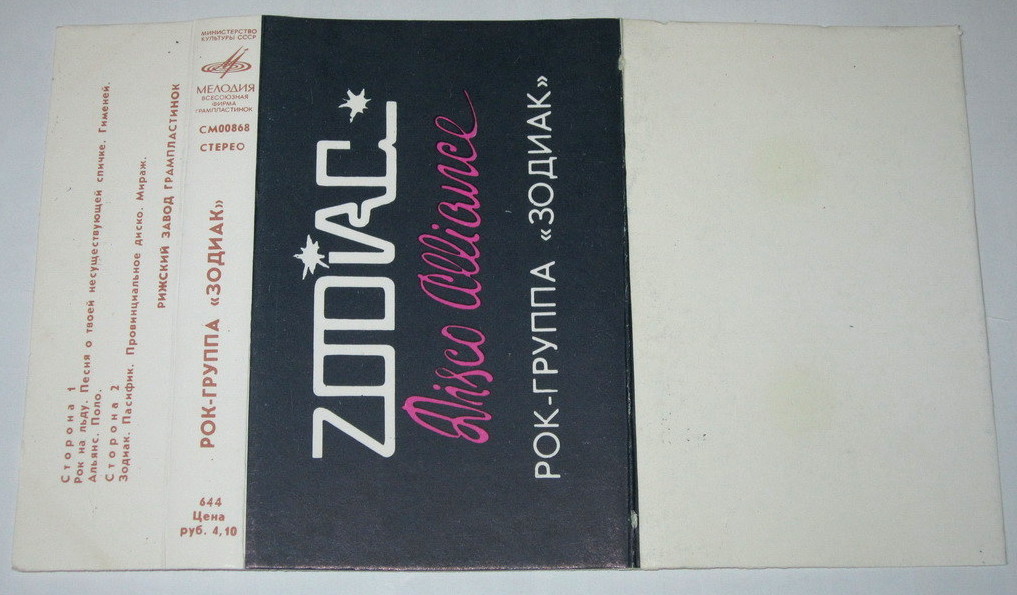 Сторона 1
Рок на льду. Песня о твоей несуществующей спичке. Гименей.
Альянс. Поло.
Сторона 2
Зодиак. Пасифик. Провинциальное диско. Мираж.
РИЖСКИЙ ЗАВОД ГРАМПЛАСТИНОК
МИНИСТЕРСТВО
КУЛЬТУРЫ СССР
МЕЛОДИЯ
ВСЕСОЮЗНАЯ
ФИРМА
ГРАМПЛАСТИНОК
СМ00868
СТЕРЕО
РОК-ГРУППА «ЗОДИАК»
644
Цена
руб. 4,10
ZODIAC
Disco Alliance
РОК-ГРУППА «ЗОДИАК»